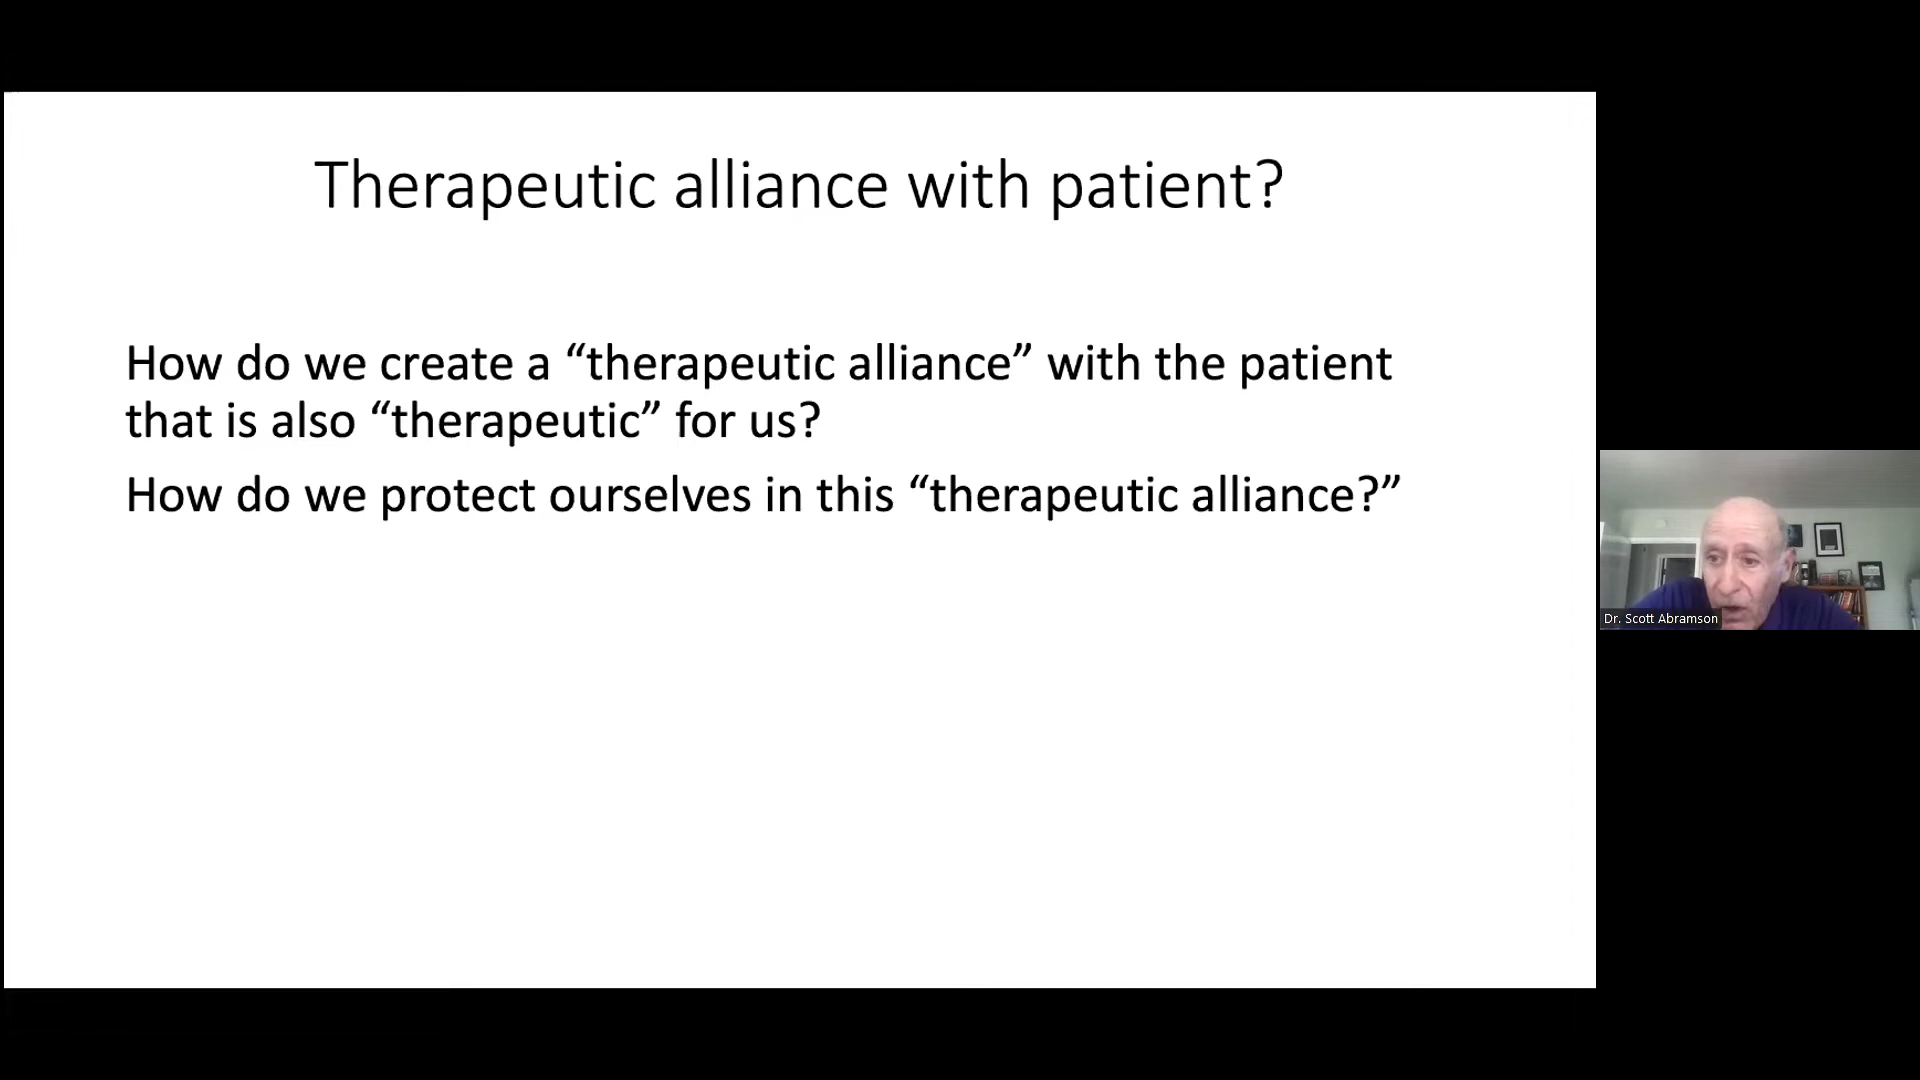 Therapeutic alliance with patient?
How do we create a “therapeutic alliance” with the patient
that is also “therapeutic” for us?
How do we protect ourselves in this “therapeutic alliance?”
Dr. Scott Abramson